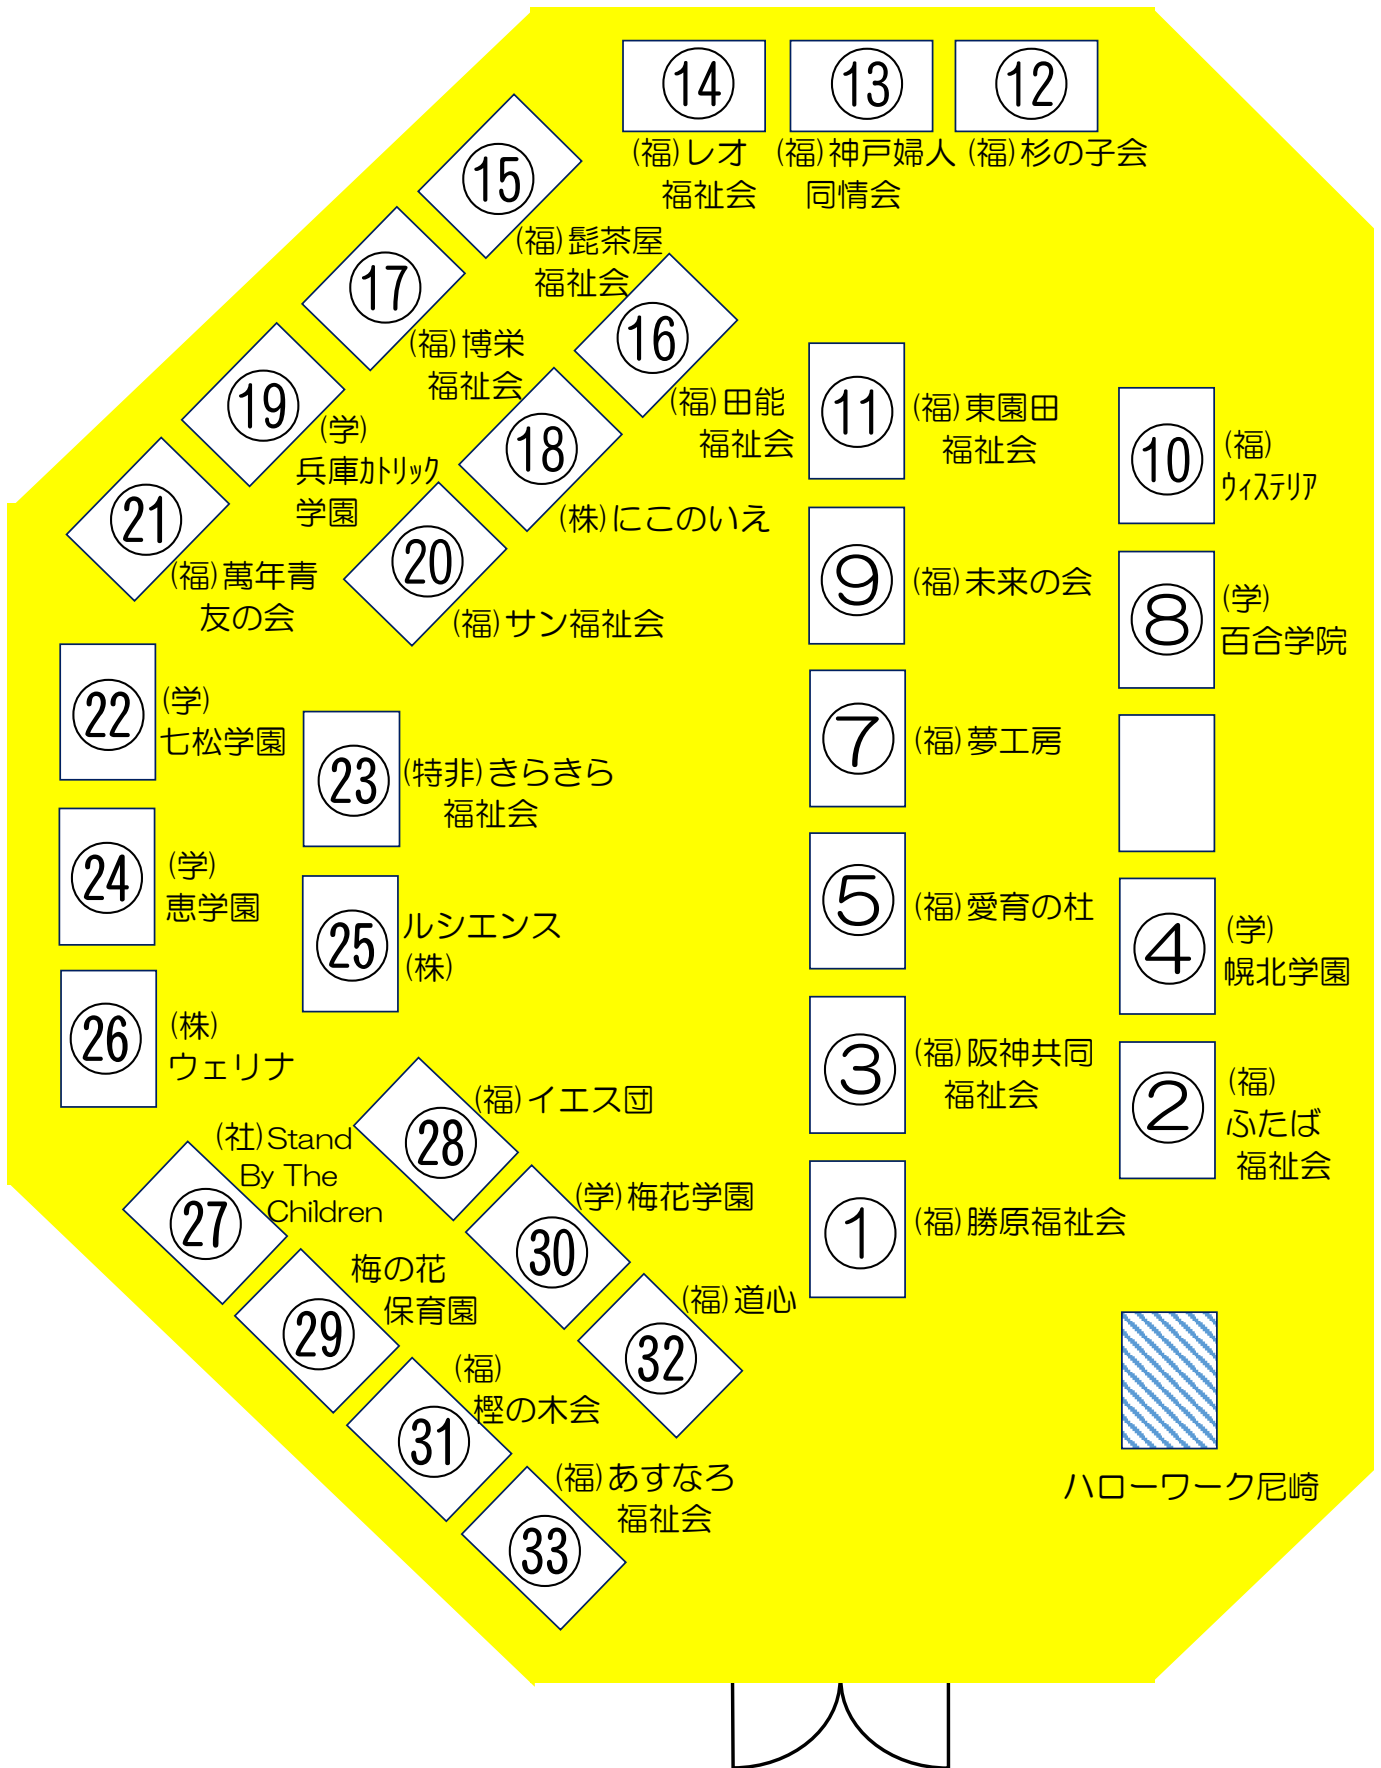 ⑭
⑬
⑫
(福)レオ
福祉会
(福)神戸婦人
同情会
(福)杉の子会
⑮
(福)髭茶屋
福祉会
⑰
(福)博栄
福祉会
⑯
(福)田能
福祉会
⑲
(学)
兵庫ｶﾄﾘｯｸ
学園
⑱
(株)にこのいえ
㉑
(福)萬年青
友の会
⑳
(福)サン福祉会
⑪
(福)東園田
福祉会
⑩
(福)
ｳｨｽﾃﾘｱ
⑨
(福)未来の会
⑧
(学)
百合学院
㉒
(学)
七松学園
㉓
(特非)きらきら
福祉会
⑦
(福)夢工房
㉔
(学)
恵学園
㉕
ルシエンス
(株)
⑤
(福)愛育の杜
④
(学)
幌北学園
㉖
(株)
ウェリナ
③
(福)阪神共同
福祉会
②
(福)
ふたば
福祉会
㉘
(福)イエス団
㉗
(社)Stand
By The
Children
㉚
(学)梅花学園
①
(福)勝原福祉会
㉙
梅の花
保育園
㉜
(福)道心
㉛
(福)
樫の木会
㉝
(福)あすなろ
福祉会
ハローワーク尼崎